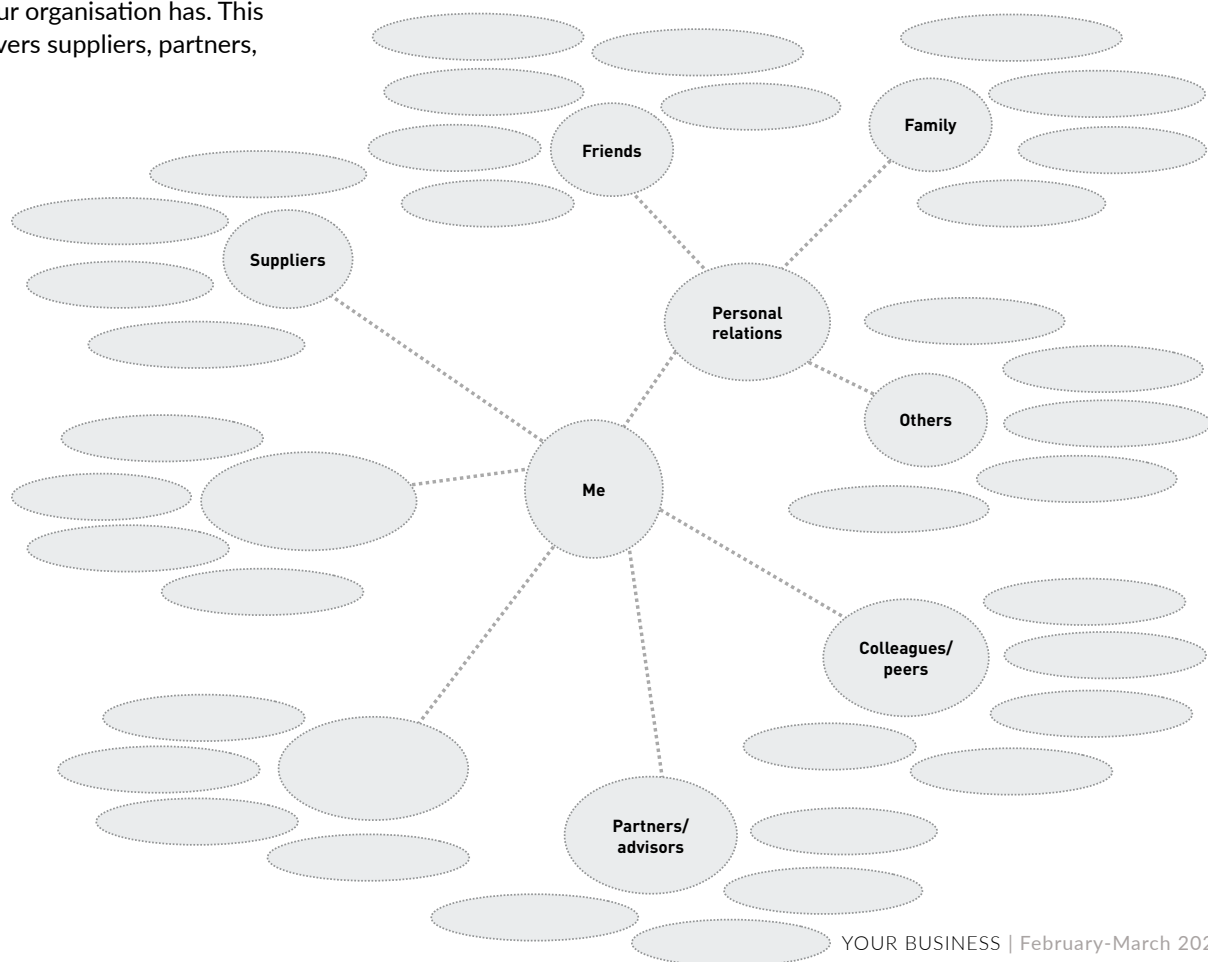 ur organisation has. This
vers suppliers, partners,
Friends
Family
Suppliers
Personal
relations
Others
Me
Colleagues/
peers
Partners/
advisors
YOUR BUSINESS | February-March 202